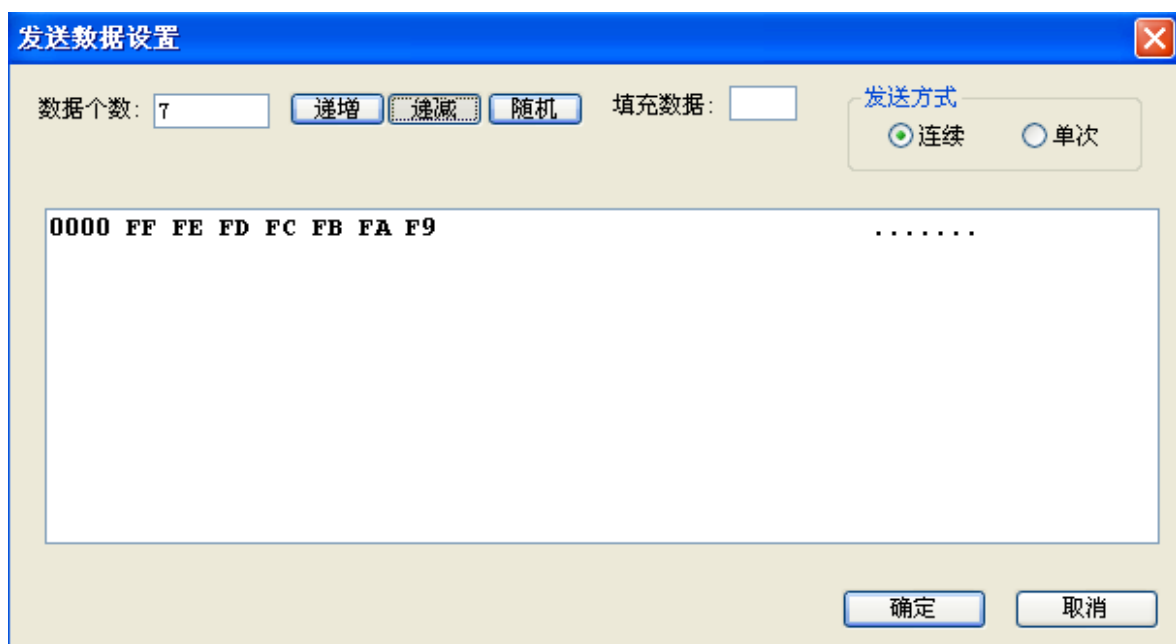 发送数据设置
数据个数: 7 递增 递减 随机 填充数据: 发送方式
连续 单次
0000 FF FE FD FC FB FA F9 .......
确定 取消